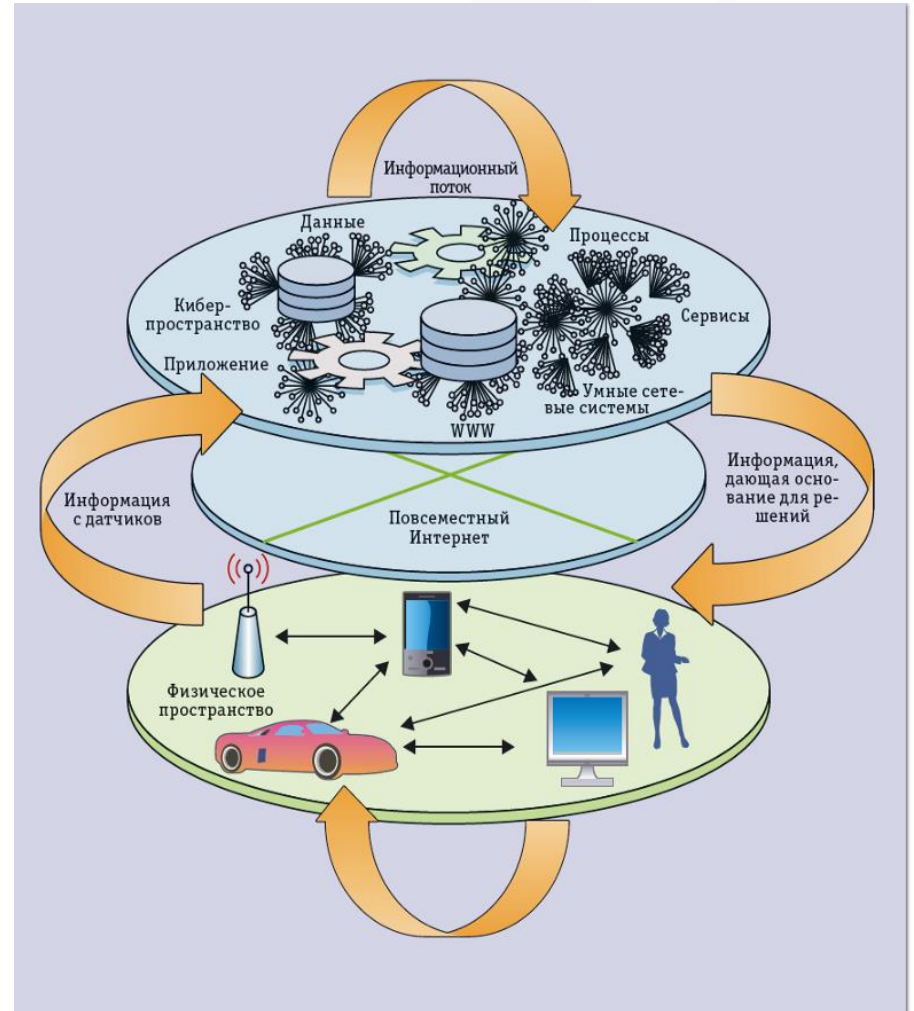 Информационный
поток
Данные
Процессы
Кибер-
пространство
Сервисы
Приложение
Умные сете-
вые системы
WWW
Информация
с датчиков
Информация,
дающая осно-
вание для ре-
шений
Повсеместный
Интернет
Физическое
пространство